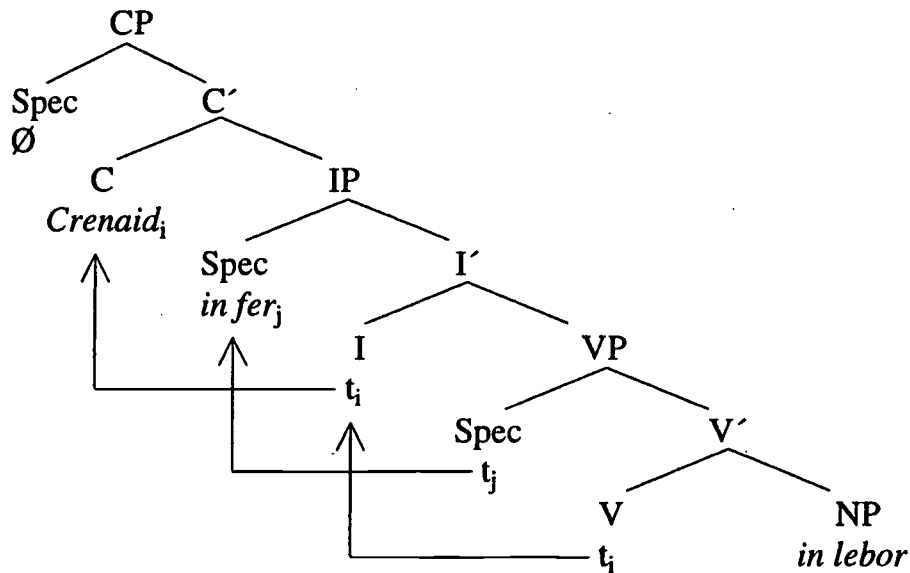 CP
Spec C´
Ø
C IP
Crenaidᵢ
Spec I´
in ferⱼ
I VP
tᵢ
Spec V´
tⱼ
V NP
tᵢ in lebor